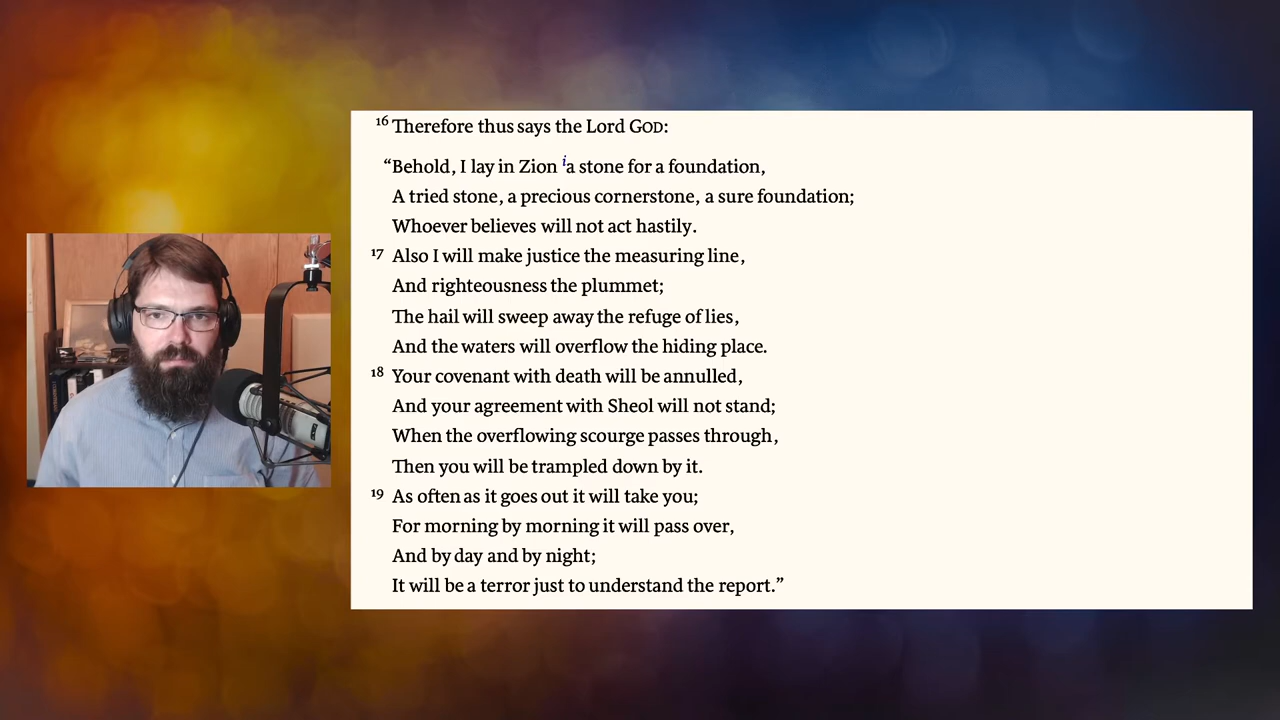 16 Therefore thus says the Lord GOD:
“Behold, I lay in Zion i a stone for a foundation,
A tried stone, a precious cornerstone, a sure foundation;
Whoever believes will not act hastily.
17 Also I will make justice the measuring line,
And righteousness the plummet;
The hail will sweep away the refuge of lies,
And the waters will overflow the hiding place.
18 Your covenant with death will be annulled,
And your agreement with Sheol will not stand;
When the overflowing scourge passes through,
Then you will be trampled down by it.
19 As often as it goes out it will take you;
For morning by morning it will pass over,
And by day and by night;
It will be a terror just to understand the report.”